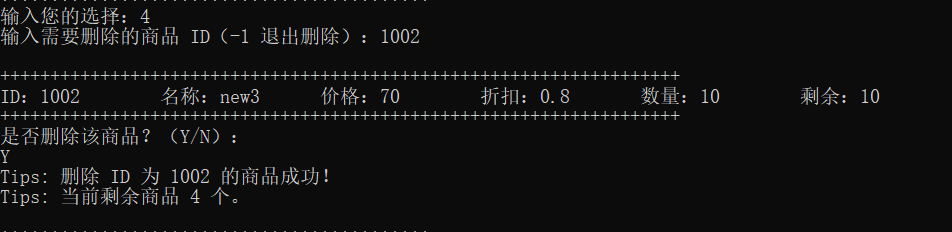 输入您的选择: 4
输入需要删除的商品 ID（-1 退出删除）: 1002
++++++++++++++++++++++++++++++++++++++++++++++++++++++++++++++++++++
ID: 1002 名称: new3 价格: 70 折扣: 0.8 数量: 10 剩余: 10
++++++++++++++++++++++++++++++++++++++++++++++++++++++++++++++++++++
是否删除该商品? (Y/N):
Y
Tips: 删除 ID 为 1002 的商品成功!
Tips: 当前剩余商品 4 个。